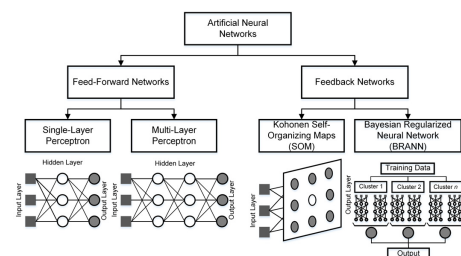 Artificial Neural
Networks
Feed-Forward Networks
Feedback Networks
Single-Layer
Perceptron
Multi-Layer
Perceptron
Kohonen Self-
Organizing Maps
(SOM)
Bayesian Regularized
Neural Network
(BRANN)
Hidden Layer
Input Layer
Output Layer
Hidden Layer
Input Layer
Output Layer
Input Layer
Output Layer
Training Data
Cluster 1
Cluster 2
Cluster n
Output